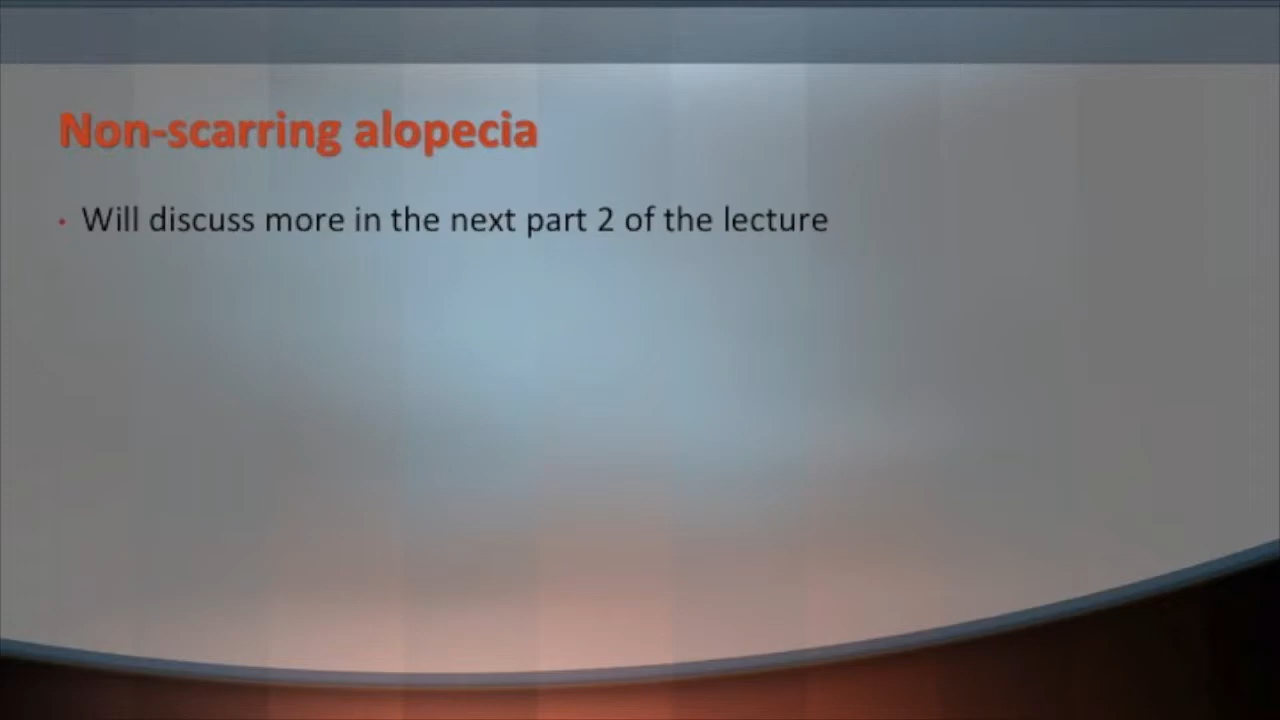 Non-scarring alopecia
• Will discuss more in the next part 2 of the lecture